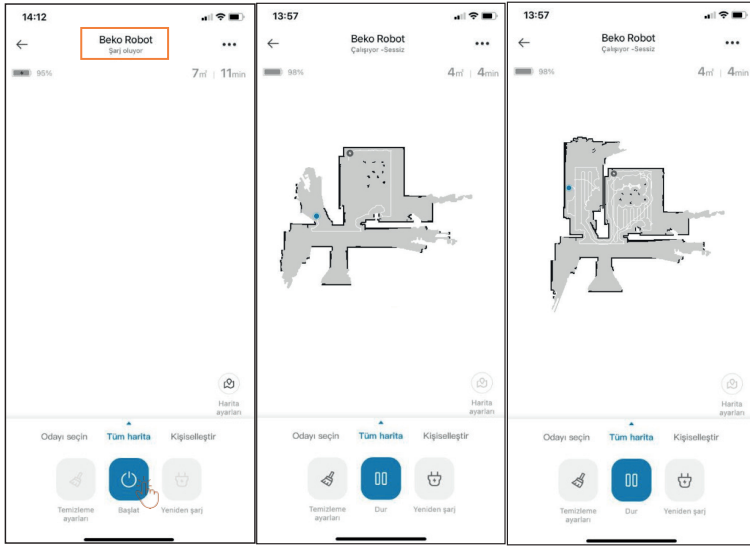 14:12
Beko Robot
Şarj oluyor
95%
7㎡ | 11min
Harita
ayarları
Odayı seçin
Tüm harita
Kişiselleştir
Temizleme
ayarları
Başlat
Yeniden şarj
13:57
Beko Robot
Çalışıyor -Sessiz
98%
4㎡ | 4min
Harita
ayarları
Odayı seçin
Tüm harita
Kişiselleştir
Temizleme
ayarları
Dur
Yeniden şarj
13:57
Beko Robot
Çalışıyor -Sessiz
98%
4㎡ | 4min
Harita
ayarları
Odayı seçin
Tüm harita
Kişiselleştir
Temizleme
ayarları
Dur
Yeniden şarj